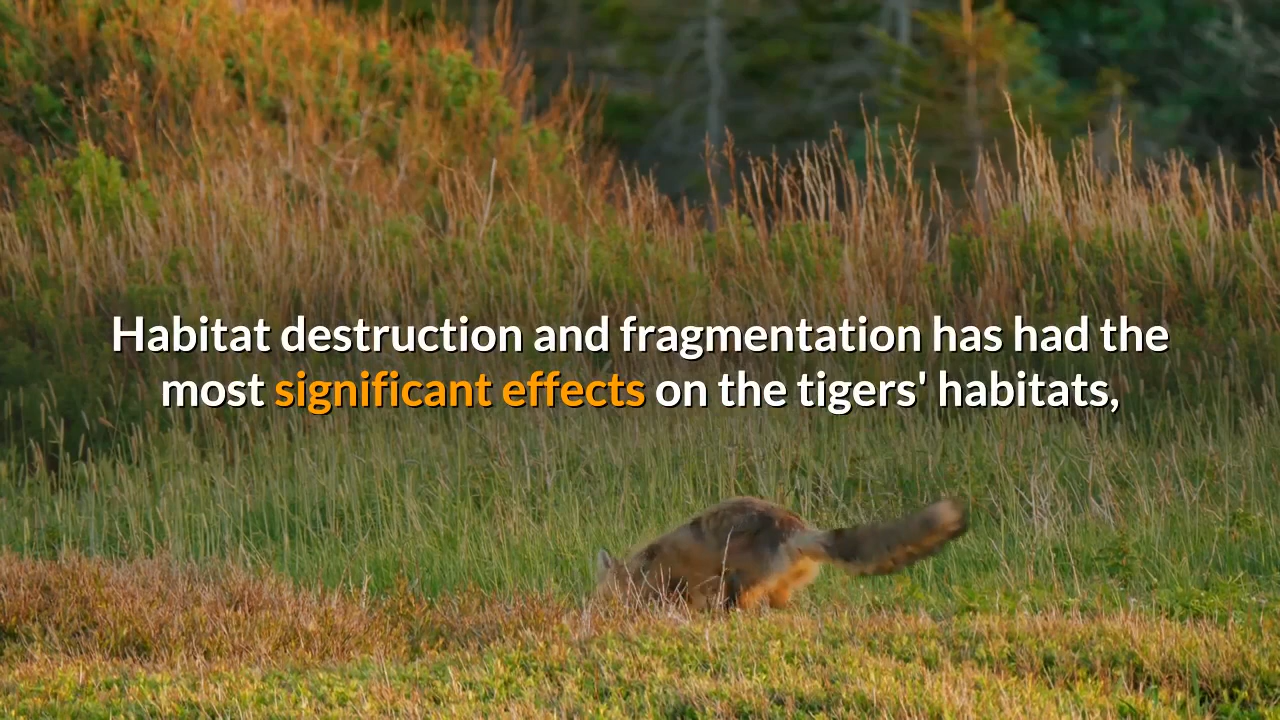 Habitat destruction and fragmentation has had the
most significant effects on the tigers' habitats,